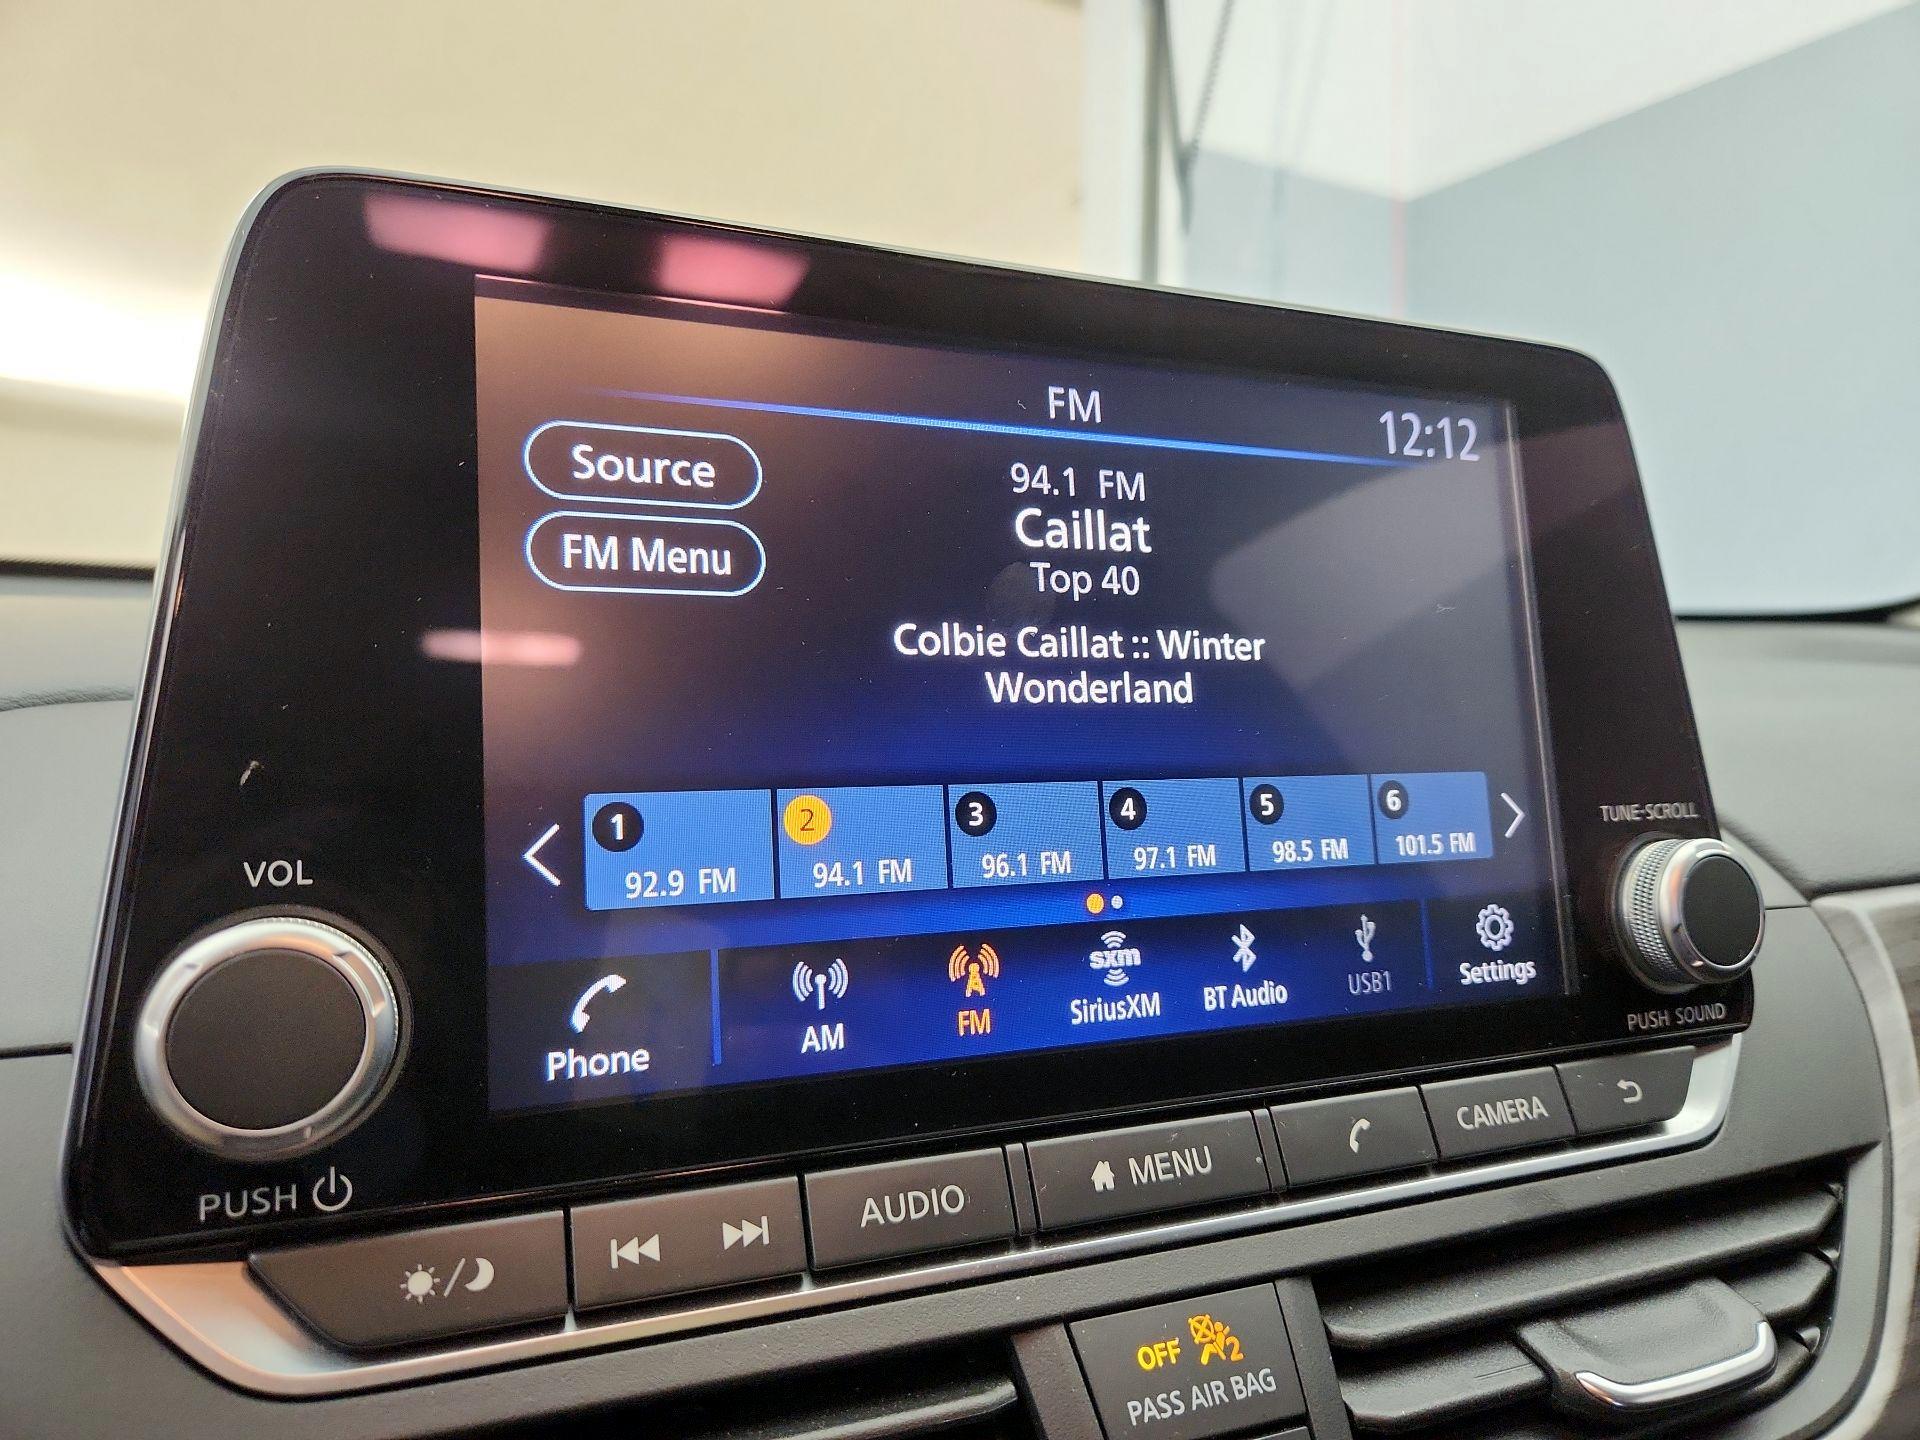 FM
12:12
Source
FM Menu
94.1 FM
Caillat
Top 40
Colbie Caillat :: Winter
Wonderland
1
92.9 FM
2
94.1 FM
3
96.1 FM
4
97.1 FM
5
98.5 FM
6
101.5 FM
Phone
AM
FM
sxm
SiriusXM
BT Audio
USB1
Settings
VOL
PUSH
TUNE·SCROLL
PUSH SOUND
AUDIO
MENU
CAMERA
OFF
2
PASS AIR BAG